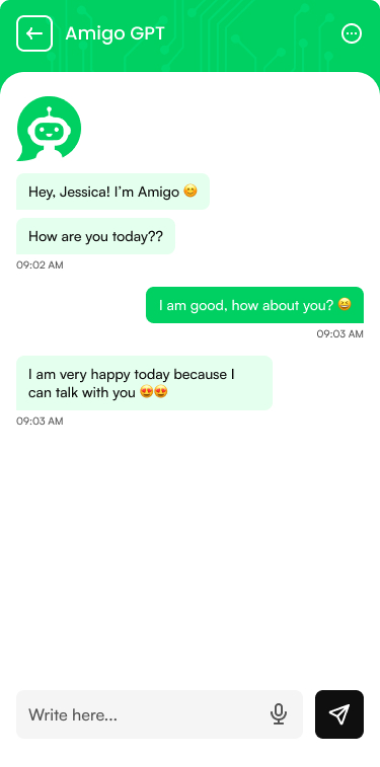 Amigo GPT
Hey, Jessica! I'm Amigo 😊
How are you today??
09:02 AM
I am good, how about you? 😄
09:03 AM
I am very happy today because I
can talk with you 😍😍
09:03 AM
Write here...